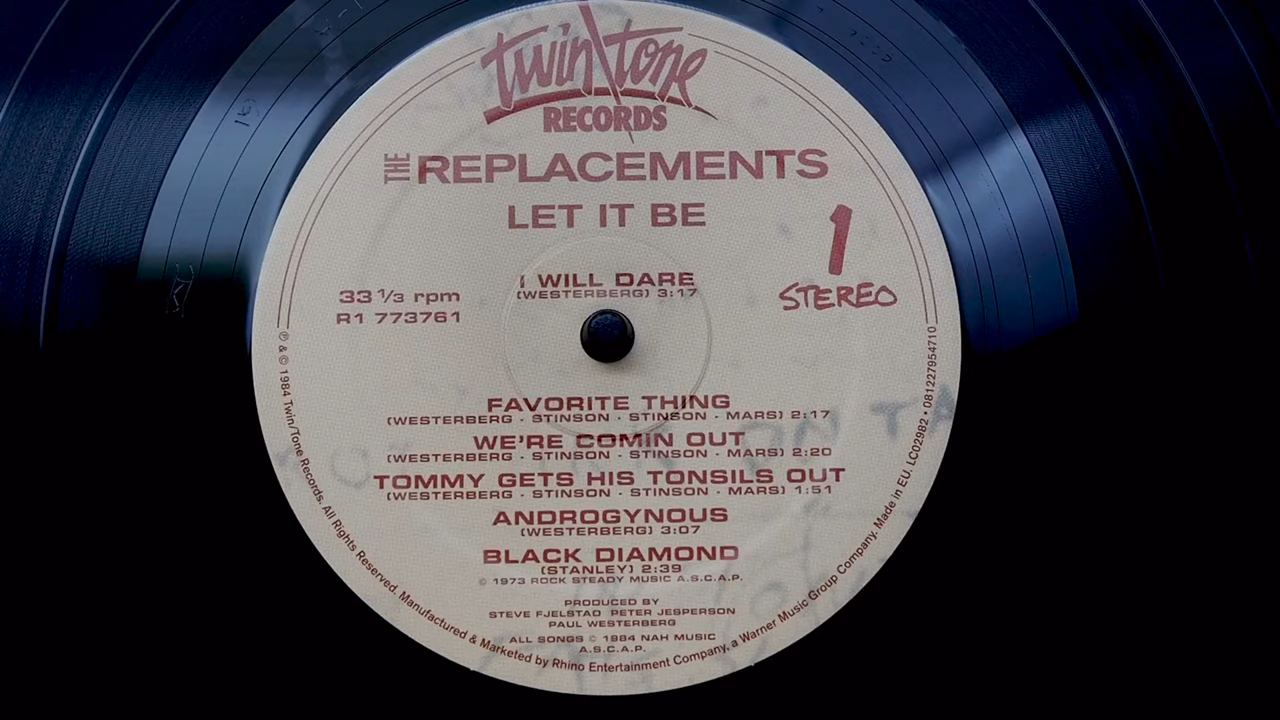 twin\tone
RECORDS
THE REPLACEMENTS
LET IT BE
1
STEREO
I WILL DARE
(WESTERBERG) 3:17
33 1/3 rpm
R1 773761
FAVORITE THING
(WESTERBERG - STINSON - STINSON - MARS) 2:17
WE'RE COMIN OUT
(WESTERBERG - STINSON - STINSON - MARS) 2:20
TOMMY GETS HIS TONSILS OUT
(WESTERBERG - STINSON - STINSON - MARS) 1:51
ANDROGYNOUS
(WESTERBERG) 3:07
BLACK DIAMOND
(STANLEY) 2:39
© 1973 ROCK STEADY MUSIC A.S.C.A.P.
PRODUCED BY
STEVE FJELSTAD PETER JESPERSON
PAUL WESTERBERG
ALL SONGS © 1984 NAH MUSIC
A.S.C.A.P.
℗ & © 1984 Twin/Tone Records. All Rights Reserved. Manufactured & Marketed by Rhino Entertainment Company, a Warner Music Group Company. Made in EU. LC02982 • 081227954710